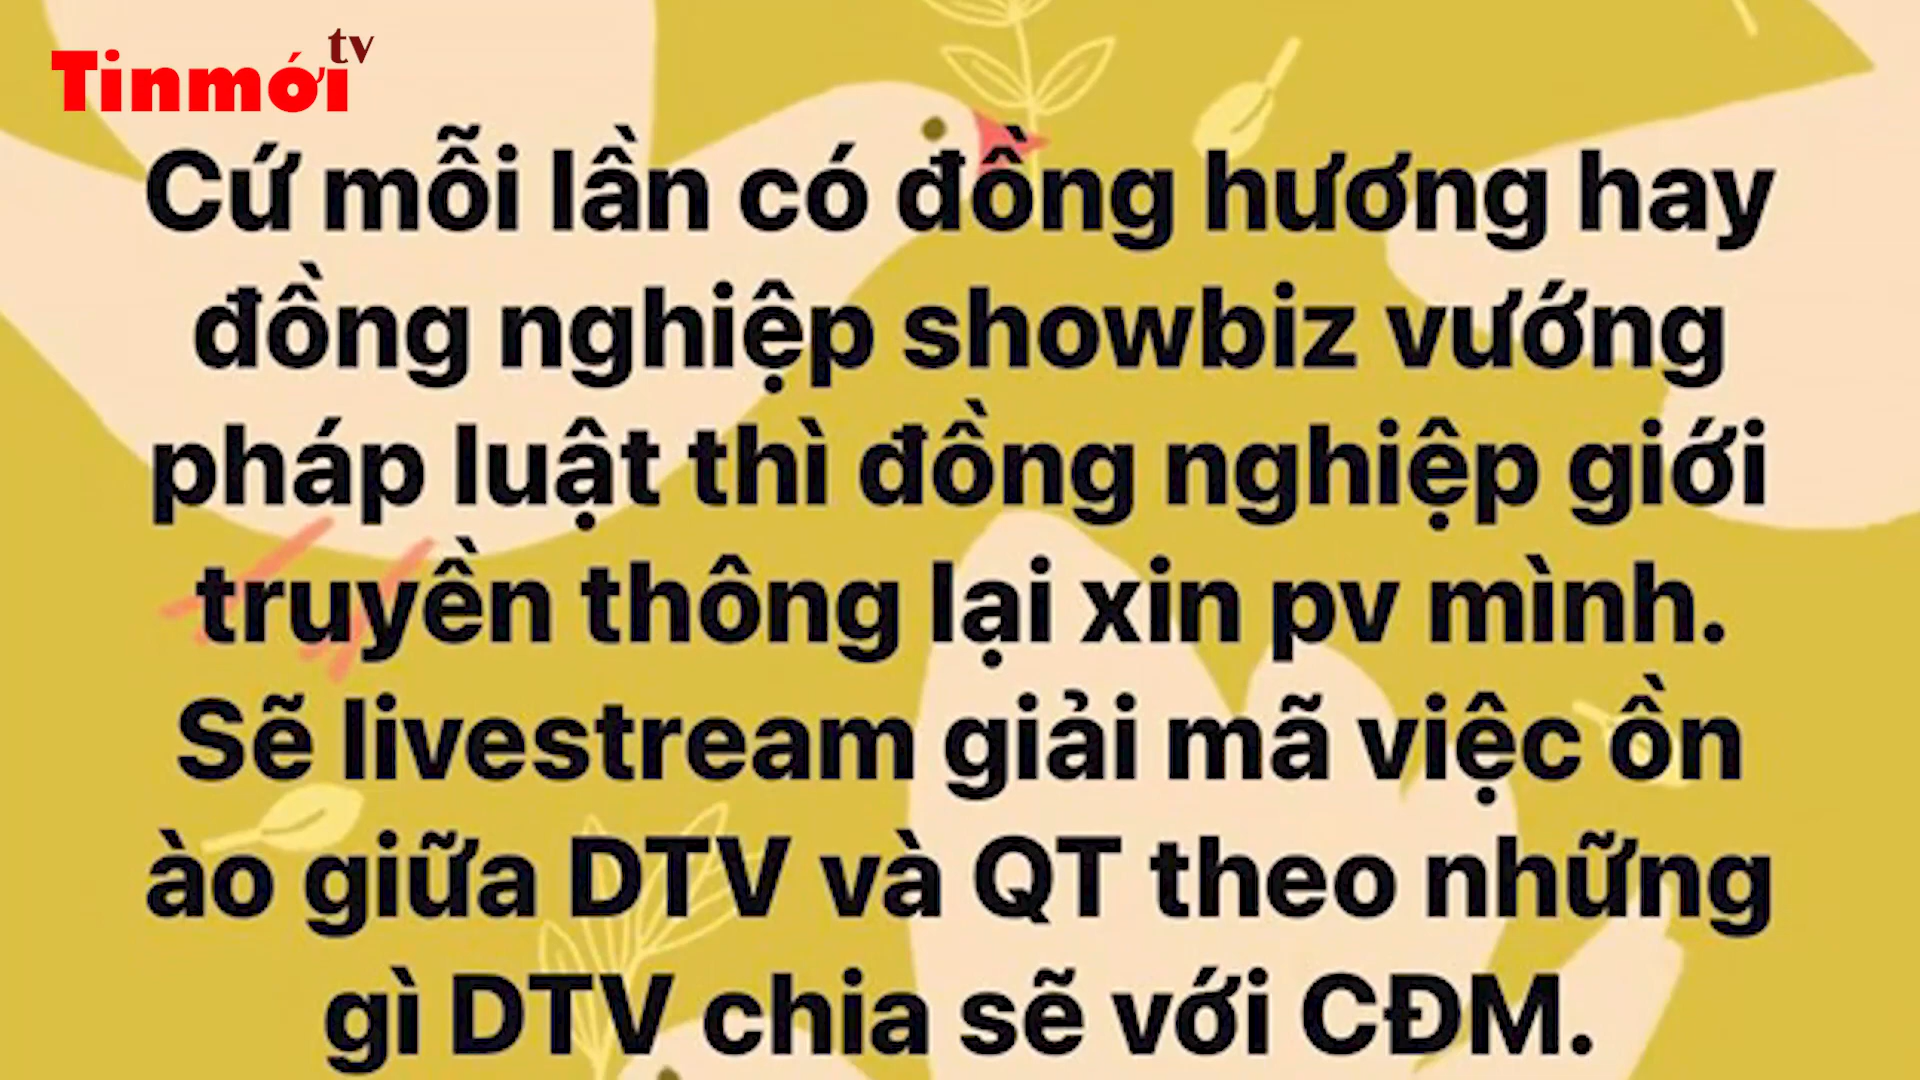 Tinmới tv
Cứ mỗi lần có đồng hương hay
đồng nghiệp showbiz vướng
pháp luật thì đồng nghiệp giới
truyền thông lại xin pv mình.
Sẽ livestream giải mã việc ồn
ào giữa DTV và QT theo những
gì DTV chia sẽ với CĐM.